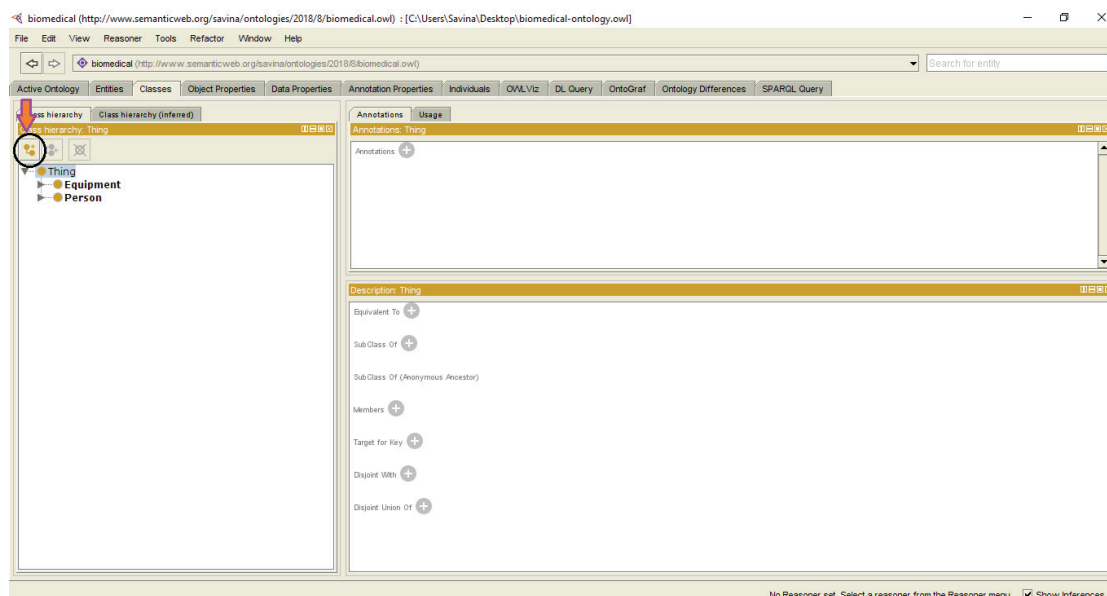 biomedical (http://www.semanticweb.org/savina/ontologies/2018/8/biomedical.owl) : [C:\Users\Savina\Desktop\biomedical-ontology.owl]
File Edit View Reasoner Tools Refactor Window Help
biomedical (http://www.semanticweb.org/savina/ontologies/2018/8/biomedical.owl) Search for entity
Active Ontology Entities Classes Object Properties Data Properties Annotation Properties Individuals OWLViz DL Query OntoGraf Ontology Differences SPARQL Query
hierarchy Class hierarchy (inferred)
Class hierarchy: Thing
Thing
Equipment
Person
Annotations Usage
Annotations: Thing
Annotations
Description: Thing
Equivalent To
SubClass Of
SubClass Of (Anonymous Ancestor)
Members
Target for Key
Disjoint With
Disjoint Union Of
No Reasoner set. Select a reasoner from the Reasoner menu Show Inferences